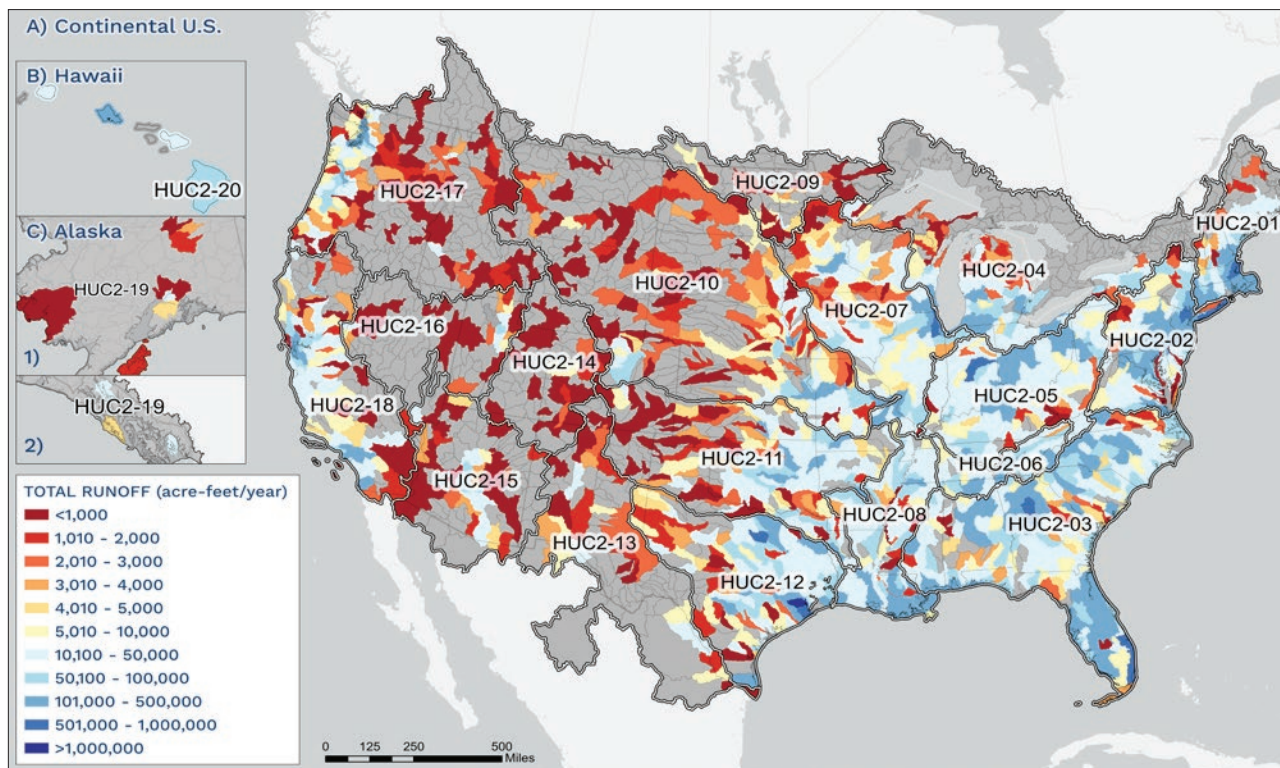 A) Continental U.S.
B) Hawaii
HUC2-20
C) Alaska
HUC2-19
1)
HUC2-19
2)
TOTAL RUNOFF (acre-feet/year)
<1,000
1,010 - 2,000
2,010 - 3,000
3,010 - 4,000
4,010 - 5,000
5,010 - 10,000
10,100 - 50,000
50,100 - 100,000
101,000 - 500,000
501,000 - 1,000,000
>1,000,000
HUC2-17
HUC2-09
HUC2-01
HUC2-04
HUC2-10
HUC2-07
HUC2-16
HUC2-02
HUC2-14
HUC2-18
HUC2-05
HUC2-11
HUC2-06
HUC2-15
HUC2-08
HUC2-03
HUC2-13
HUC2-12
0 125 250 500
Miles